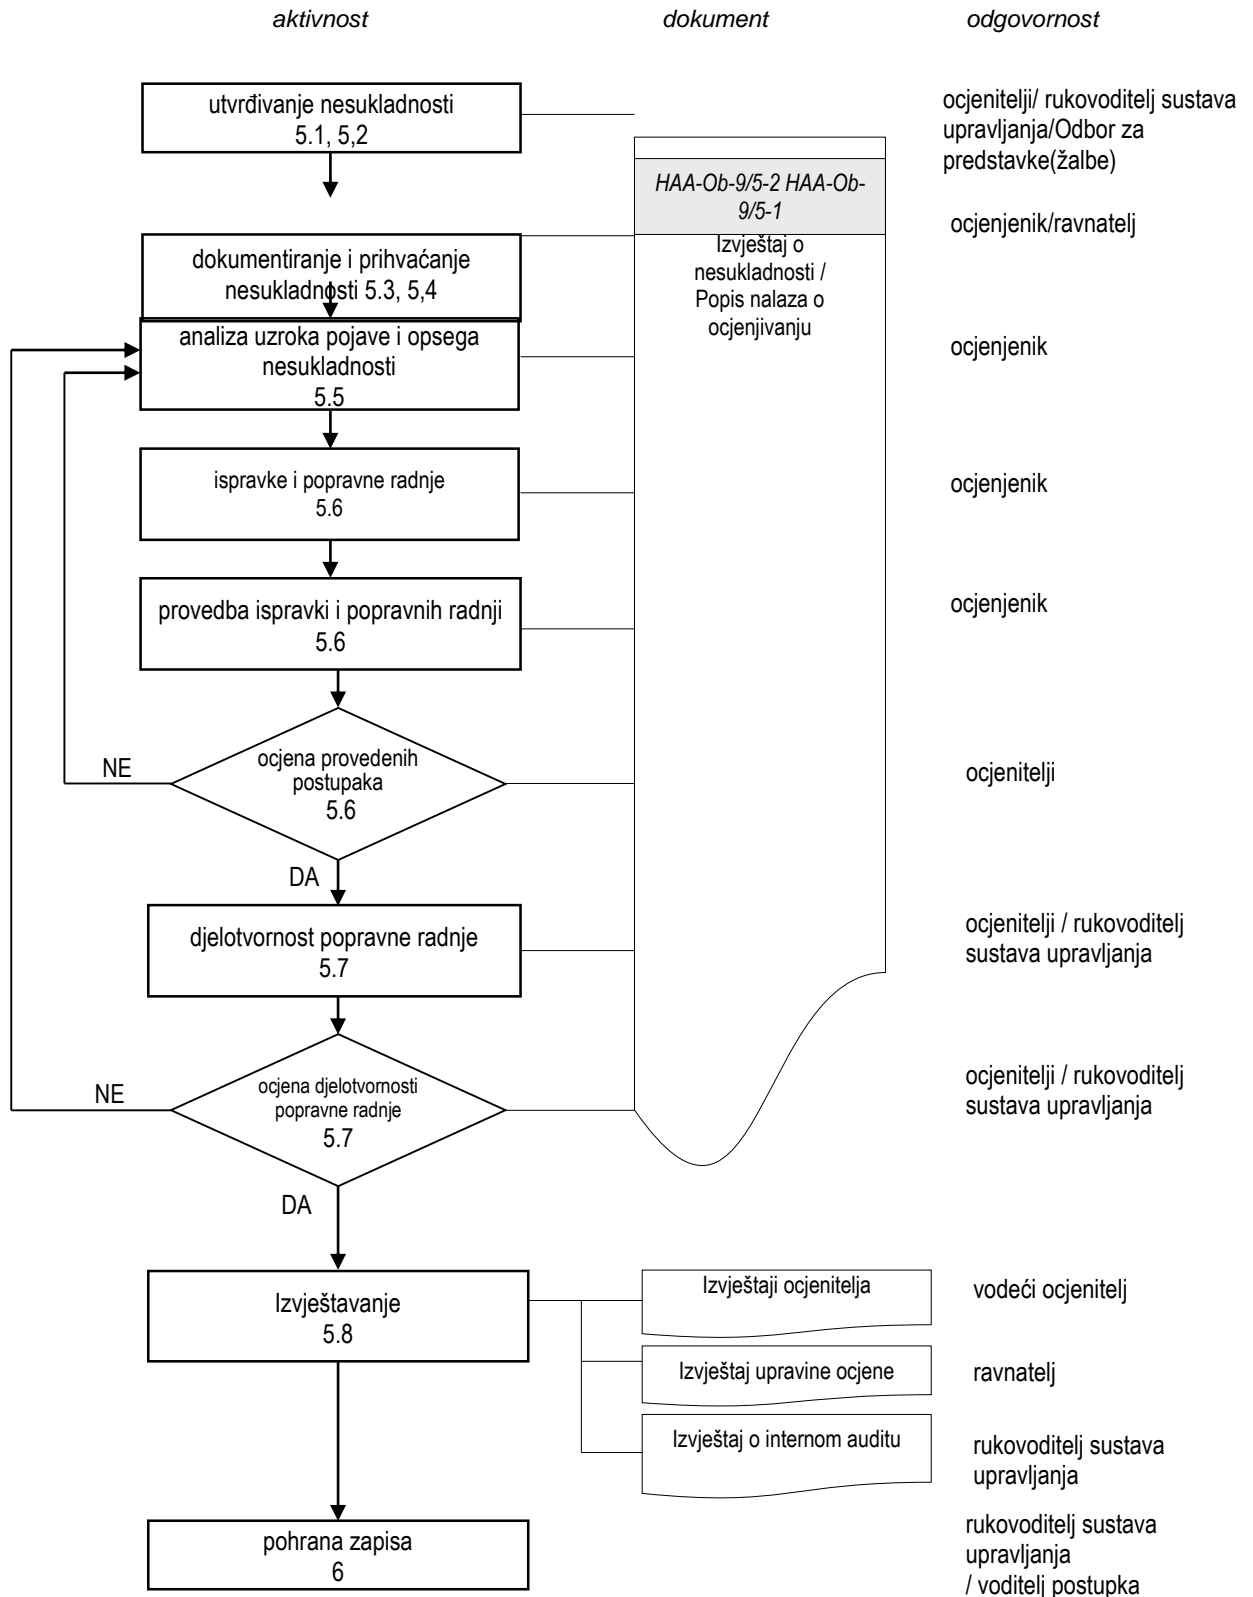 aktivnost dokument odgovornost
utvrđivanje nesukladnosti
5.1, 5,2
ocjenitelji/ rukovoditelj sustava
upravljanja/Odbor za
predstavke(žalbe)
HAA-Ob-9/5-2 HAA-Ob-
9/5-1
ocjenjenik/ravnatelj
dokumentiranje i prihvaćanje
nesukladnosti 5.3, 5,4
Izvještaj o
nesukladnosti /
Popis nalaza o
ocjenjivanju
analiza uzroka pojave i opsega
nesukladnosti
5.5
ocjenjenik
ispravke i popravne radnje
5.6
ocjenjenik
provedba ispravki i popravnih radnji
5.6
ocjenjenik
NE
ocjena provedenih
postupaka
5.6
ocjenitelji
DA
djelotvornost popravne radnje
5.7
ocjenitelji / rukovoditelj
sustava upravljanja
NE
ocjena djelotvornosti
popravne radnje
5.7
ocjenitelji / rukovoditelj
sustava upravljanja
DA
Izvještavanje
5.8
Izvještaji ocjenitelja
vodeći ocjenitelj
Izvještaj upravine ocjene
ravnatelj
Izvještaj o internom auditu
rukovoditelj sustava
upravljanja
pohrana zapisa
6
rukovoditelj sustava
upravljanja
/ voditelj postupka